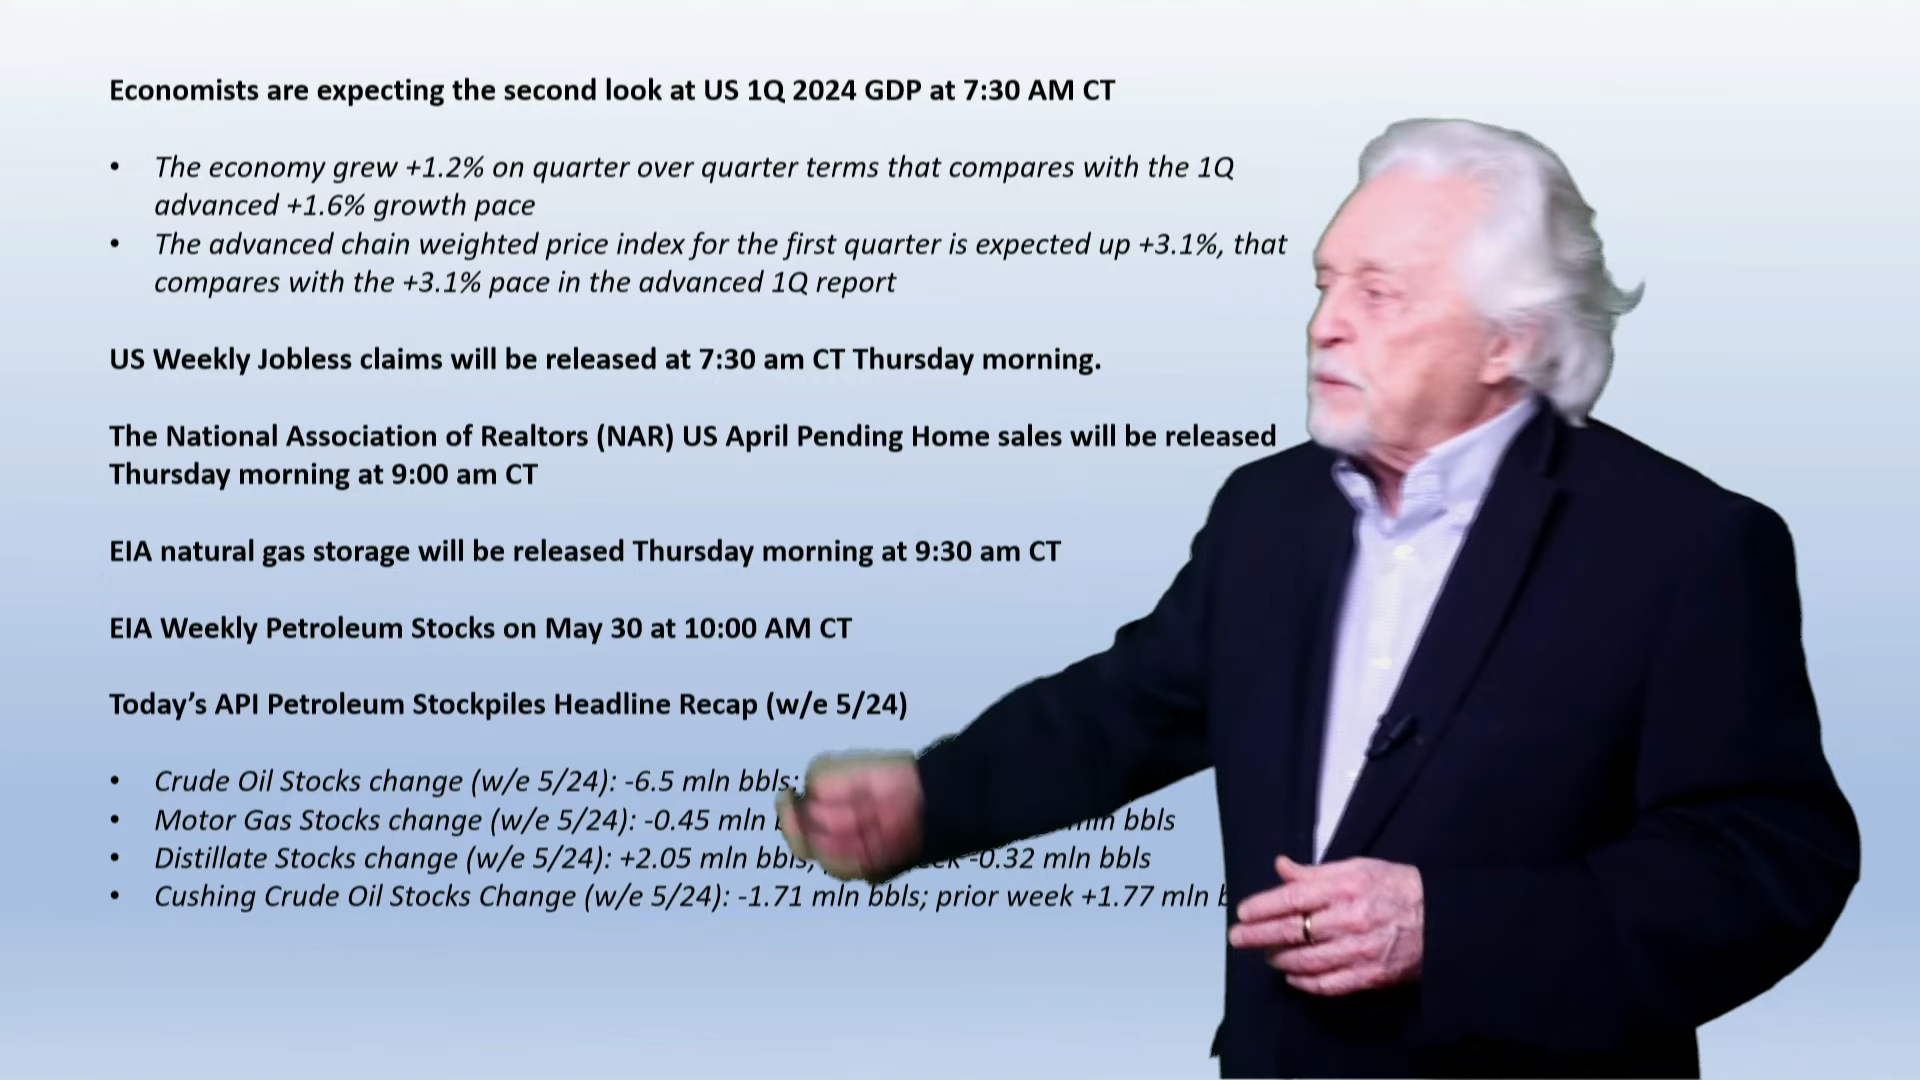 Economists are expecting the second look at US 1Q 2024 GDP at 7:30 AM CT
• The economy grew +1.2% on quarter over quarter terms that compares with the 1Q
advanced +1.6% growth pace
• The advanced chain weighted price index for the first quarter is expected up +3.1%, that
compares with the +3.1% pace in the advanced 1Q report
US Weekly Jobless claims will be released at 7:30 am CT Thursday morning.
The National Association of Realtors (NAR) US April Pending Home sales will be released
Thursday morning at 9:00 am CT
EIA natural gas storage will be released Thursday morning at 9:30 am CT
EIA Weekly Petroleum Stocks on May 30 at 10:00 AM CT
Today’s API Petroleum Stockpiles Headline Recap (w/e 5/24)
• Crude Oil Stocks change (w/e 5/24): -6.5 mln bbls;
• Motor Gas Stocks change (w/e 5/24): -0.45 mln bbls
• Distillate Stocks change (w/e 5/24): +2.05 mln bbls; -0.32 mln bbls
• Cushing Crude Oil Stocks Change (w/e 5/24): -1.71 mln bbls; prior week +1.77 mln